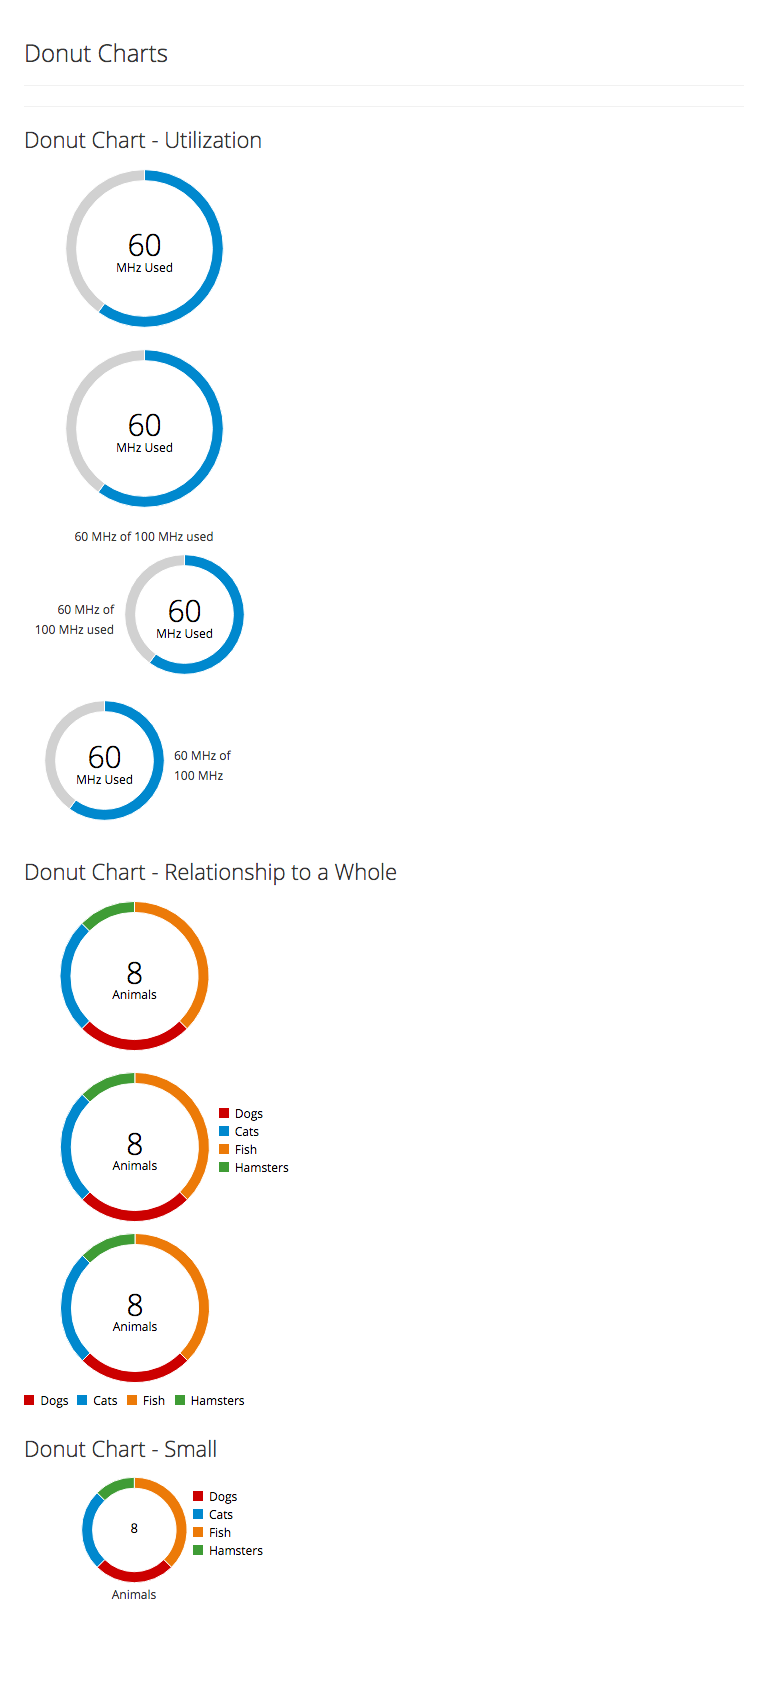 Donut Charts
Donut Chart - Utilization
60
MHz Used
60
MHz Used
60 MHz of 100 MHz used
60 MHz of
100 MHz used
60
MHz Used
60
MHz Used
60 MHz of
100 MHz
Donut Chart - Relationship to a Whole
8
Animals
8
Animals
Dogs
Cats
Fish
Hamsters
8
Animals
Dogs Cats Fish Hamsters
Donut Chart - Small
8
Animals
Dogs
Cats
Fish
Hamsters